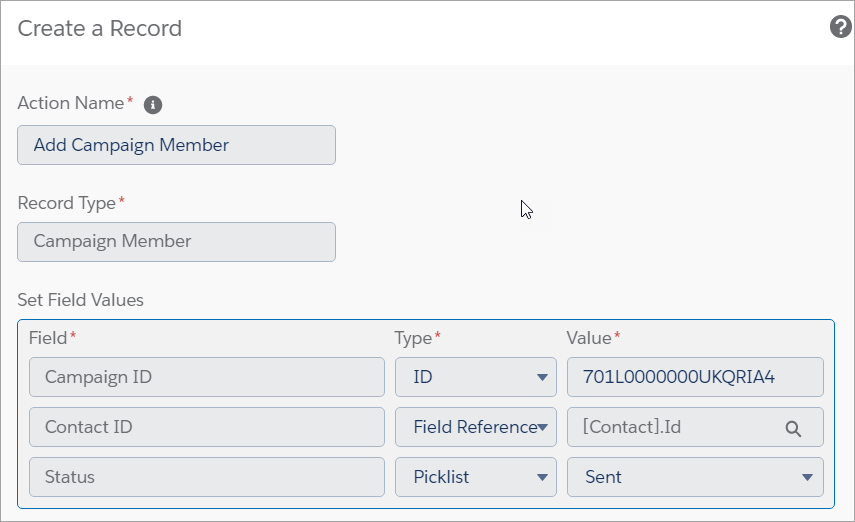 Create a Record
?
Action Name* i
Add Campaign Member
Record Type*
Campaign Member
Set Field Values
Field* Type* Value*
Campaign ID ID 701L0000000UKQRIA4
Contact ID Field Reference [Contact].Id
Status Picklist Sent